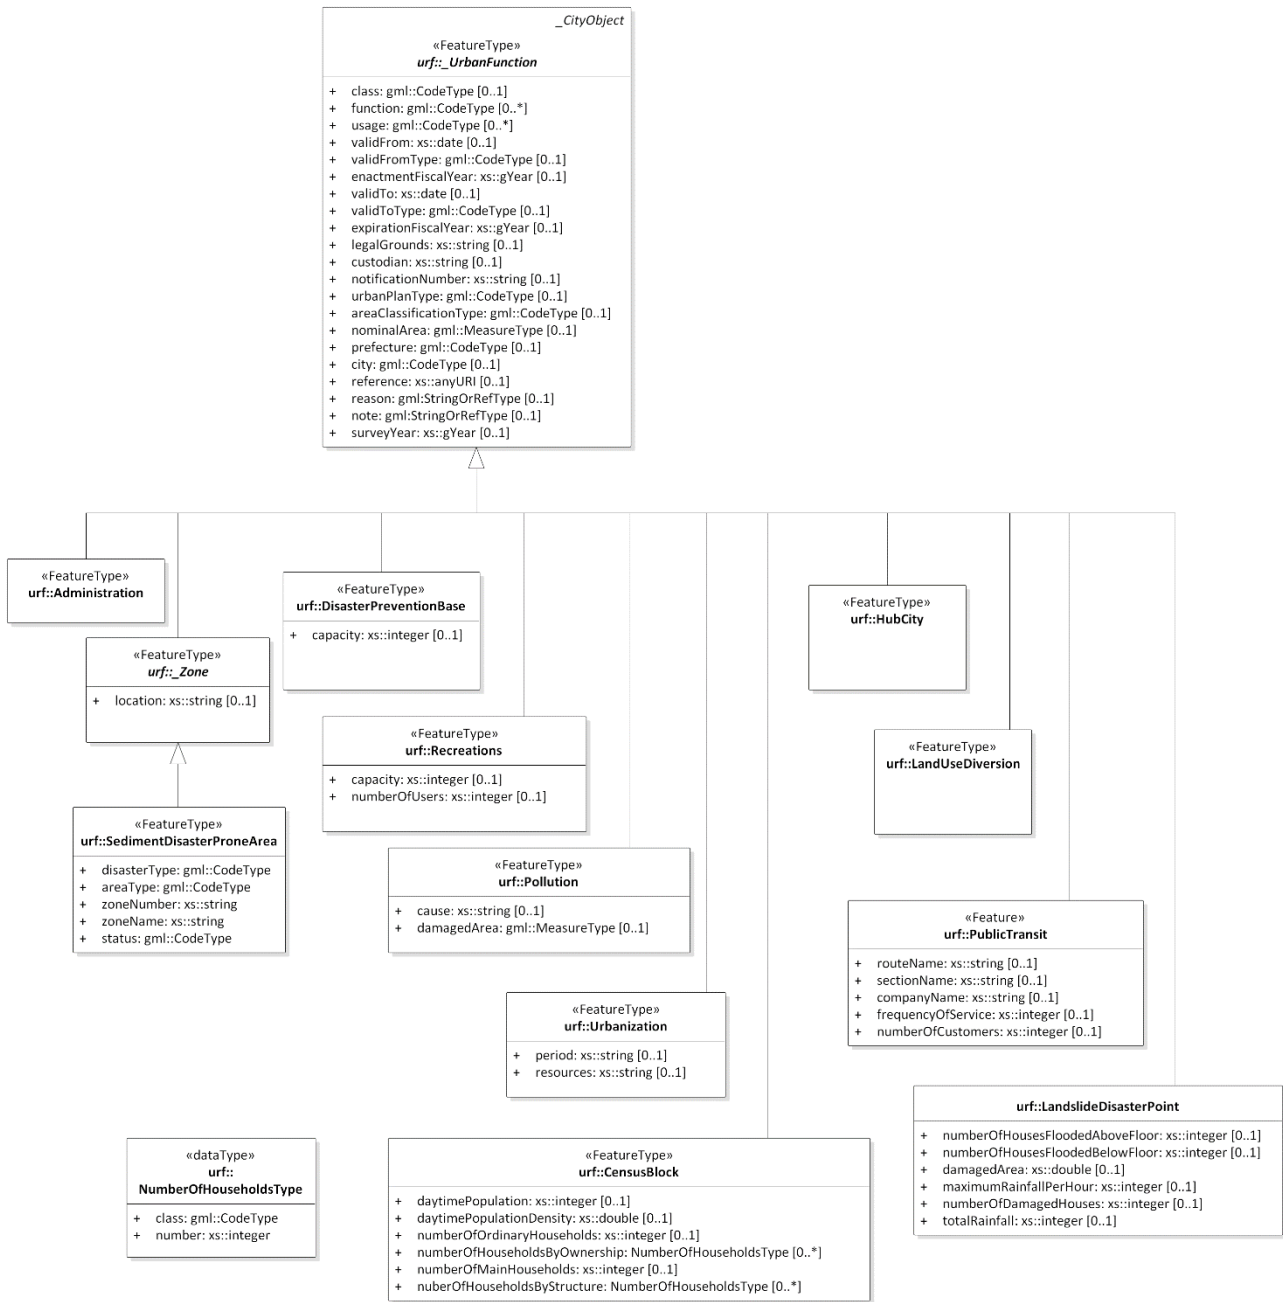 _CityObject
«FeatureType»
urf::_UrbanFunction
+ class: gml::CodeType [0..1]
+ function: gml::CodeType [0..*]
+ usage: gml::CodeType [0..*]
+ validFrom: xs::date [0..1]
+ validFromType: gml::CodeType [0..1]
+ enactmentFiscalYear: xs::gYear [0..1]
+ validTo: xs::date [0..1]
+ validToType: gml::CodeType [0..1]
+ expirationFiscalYear: xs::gYear [0..1]
+ legalGrounds: xs::string [0..1]
+ custodian: xs::string [0..1]
+ notificationNumber: xs::string [0..1]
+ urbanPlanType: gml::CodeType [0..1]
+ areaClassificationType: gml::CodeType [0..1]
+ nominalArea: gml::MeasureType [0..1]
+ prefecture: gml::CodeType [0..1]
+ city: gml::CodeType [0..1]
+ reference: xs::anyURI [0..1]
+ reason: gml:StringOrRefType [0..1]
+ note: gml:StringOrRefType [0..1]
+ surveyYear: xs::gYear [0..1]
«FeatureType»
urf::Administration
«FeatureType»
urf::_Zone
+ location: xs::string [0..1]
«FeatureType»
urf::SedimentDisasterProneArea
+ disasterType: gml::CodeType
+ areaType: gml::CodeType
+ zoneNumber: xs::string
+ zoneName: xs::string
+ status: gml::CodeType
«FeatureType»
urf::DisasterPreventionBase
+ capacity: xs::integer [0..1]
«FeatureType»
urf::Recreations
+ capacity: xs::integer [0..1]
+ numberOfUsers: xs::integer [0..1]
«FeatureType»
urf::Pollution
+ cause: xs::string [0..1]
+ damagedArea: gml::MeasureType [0..1]
«FeatureType»
urf::Urbanization
+ period: xs::string [0..1]
+ resources: xs::string [0..1]
«FeatureType»
urf::HubCity
«FeatureType»
urf::LandUseDiversion
«Feature»
urf::PublicTransit
+ routeName: xs::string [0..1]
+ sectionName: xs::string [0..1]
+ companyName: xs::string [0..1]
+ frequencyOfService: xs::integer [0..1]
+ numberOfCustomers: xs::integer [0..1]
urf::LandslideDisasterPoint
+ numberOfHousesFloodedAboveFloor: xs::integer [0..1]
+ numberOfHousesFloodedBelowFloor: xs::integer [0..1]
+ damagedArea: xs::double [0..1]
+ maximumRainfallPerHour: xs::integer [0..1]
+ numberOfDamagedHouses: xs::integer [0..1]
+ totalRainfall: xs::integer [0..1]
«dataType»
urf::
NumberOfHouseholdsType
+ class: gml::CodeType
+ number: xs::integer
«FeatureType»
urf::CensusBlock
+ daytimePopulation: xs::integer [0..1]
+ daytimePopulationDensity: xs::double [0..1]
+ numberOfOrdinaryHouseholds: xs::integer [0..1]
+ numberOfHouseholdsByOwnership: NumberOfHouseholdsType [0..*]
+ numberOfMainHouseholds: xs::integer [0..1]
+ nuberOfHouseholdsByStructure: NumberOfHouseholdsType [0..*]